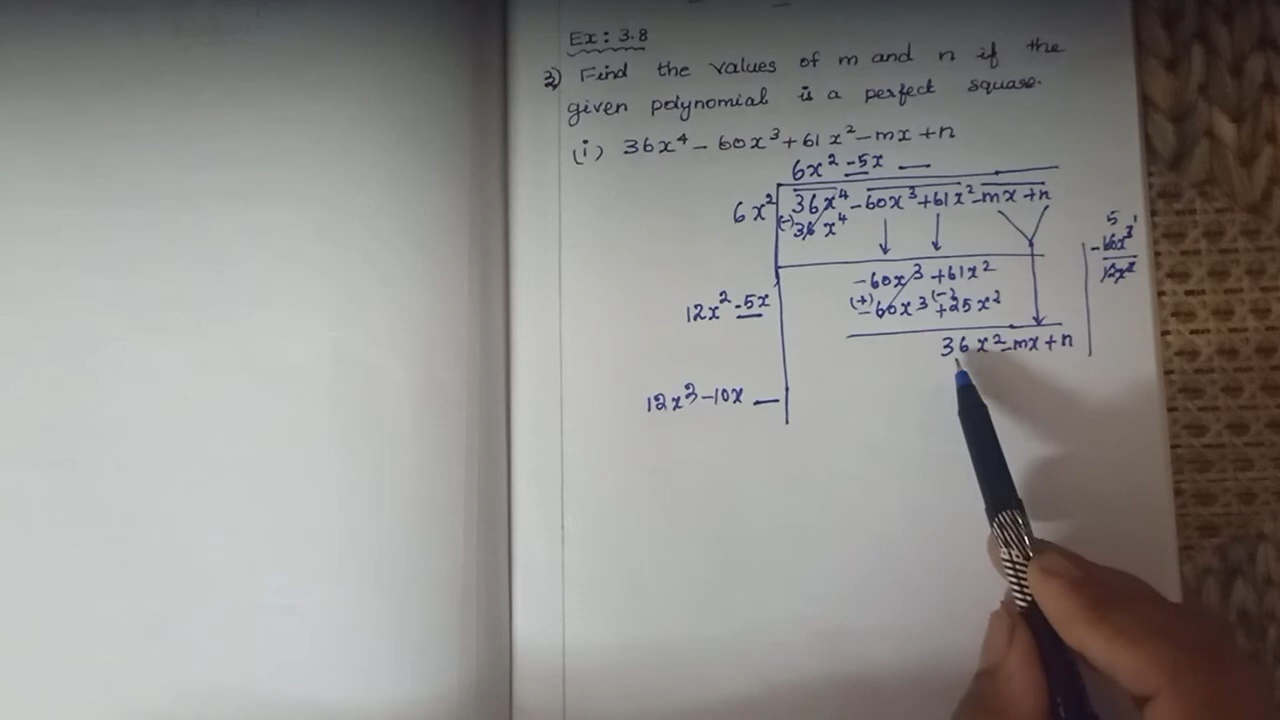 Ex: 3.8
2) Find the values of m and n if the
given polynomial is a perfect square.
(i) 36x⁴ - 60x³ + 61x² - mx + n
6x² - 5x —
6x² 36x⁴ - 60x³ + 61x² - mx + n
(-) 36x⁴
- 60x³ + 61x²
12x² - 5x (+) - 60x³ (-) + 25x²
36x² - mx + n
12x² - 10x —
5
- 60x³
12x²